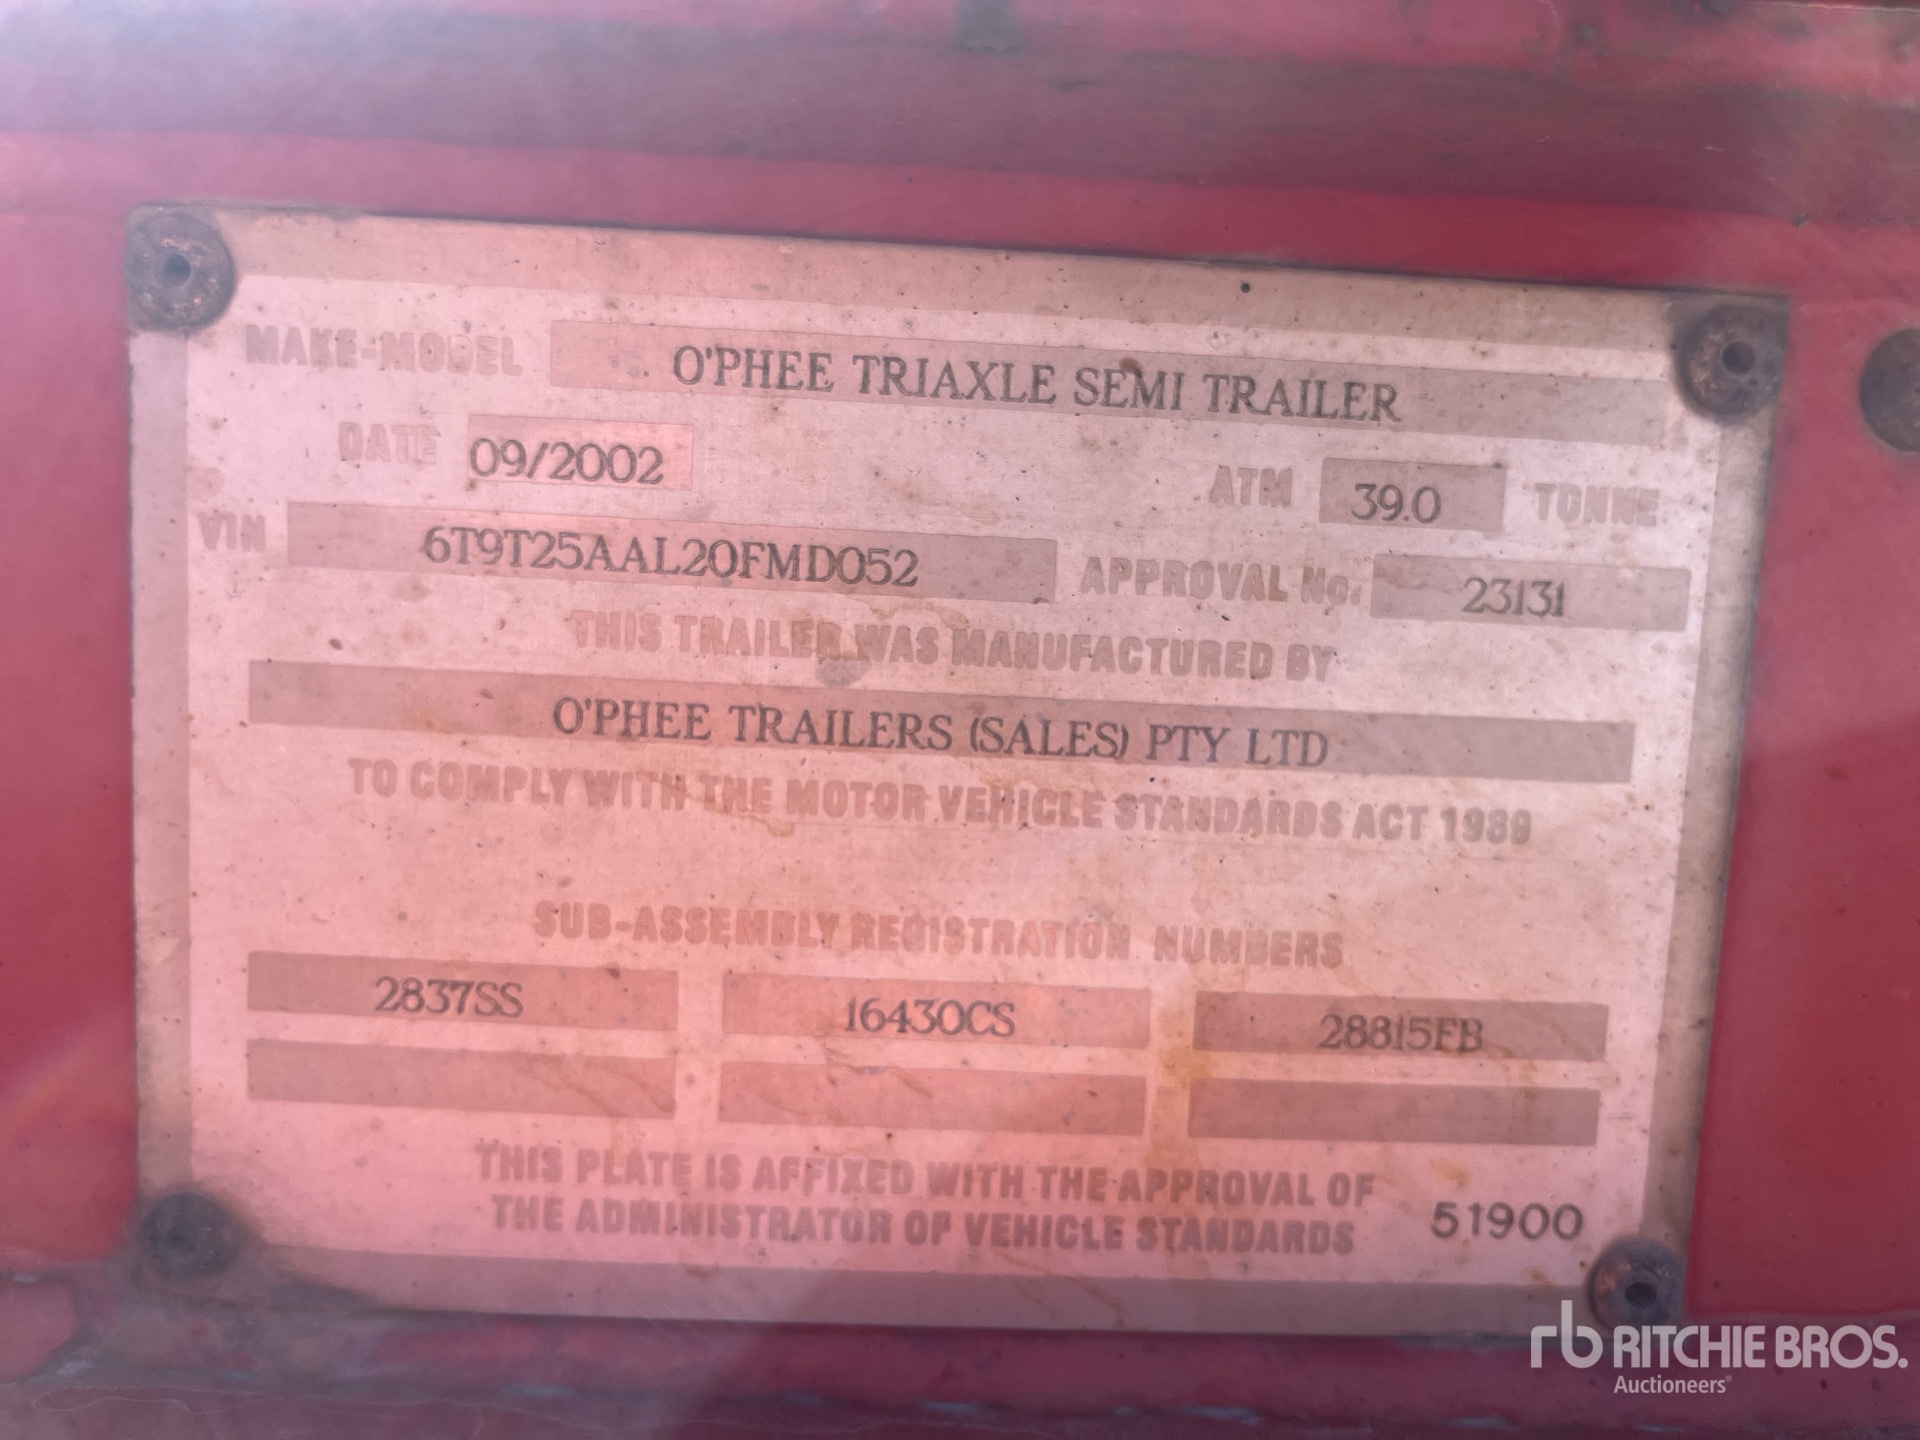 MAKE-MODEL O'PHEE TRIAXLE SEMI TRAILER
DATE 09/2002 ATM 39.0 TONNE
VIN 6T9T25AAL20FMD052 APPROVAL No. 23131
THIS TRAILER WAS MANUFACTURED BY
O'PHEE TRAILERS (SALES) PTY LTD
TO COMPLY WITH THE MOTOR VEHICLE STANDARDS ACT 1989
SUB-ASSEMBLY REGISTRATION NUMBERS
2837SS 16430CS 28815FB
THIS PLATE IS AFFIXED WITH THE APPROVAL OF
THE ADMINISTRATOR OF VEHICLE STANDARDS 51900
rb RITCHIE BROS.
Auctioneers®